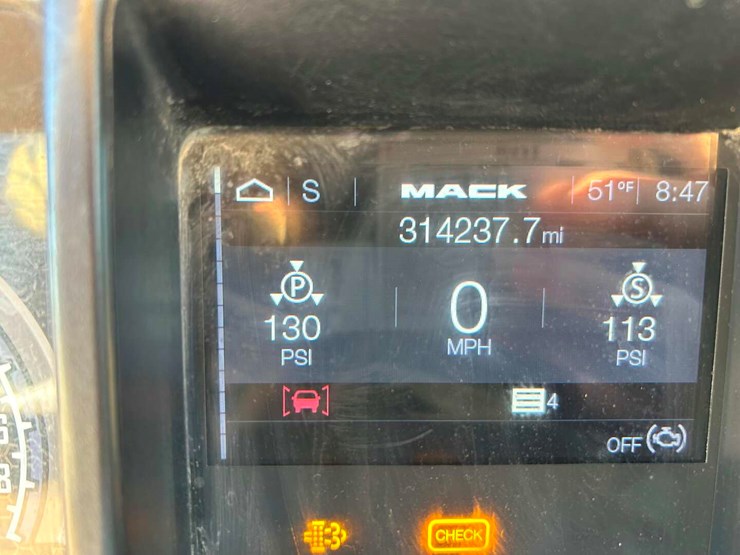 S MACK 51°F 8:47
314237.7mi
P S
130 0 113
PSI MPH PSI
4
OFF
CHECK